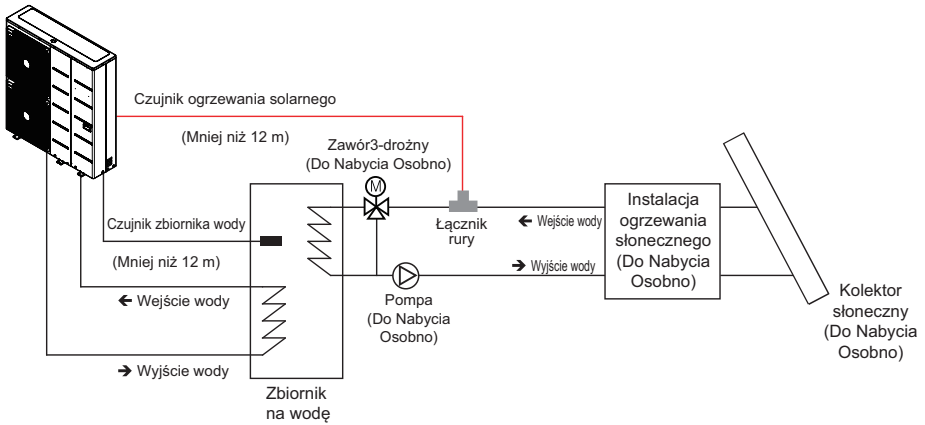 Czujnik ogrzewania solarnego
(Mniej niż 12 m)
Zawór3-drożny
(Do Nabycia Osobno)
M
Czujnik zbiornika wody
(Mniej niż 12 m)
Łącznik
rury
Wejście wody
Wyjście wody
Instalacja
ogrzewania
słonecznego
(Do Nabycia
Osobno)
Wejście wody
Wyjście wody
Pompa
(Do Nabycia
Osobno)
Kolektor
słoneczny
(Do Nabycia
Osobno)
Zbiornik
na wodę